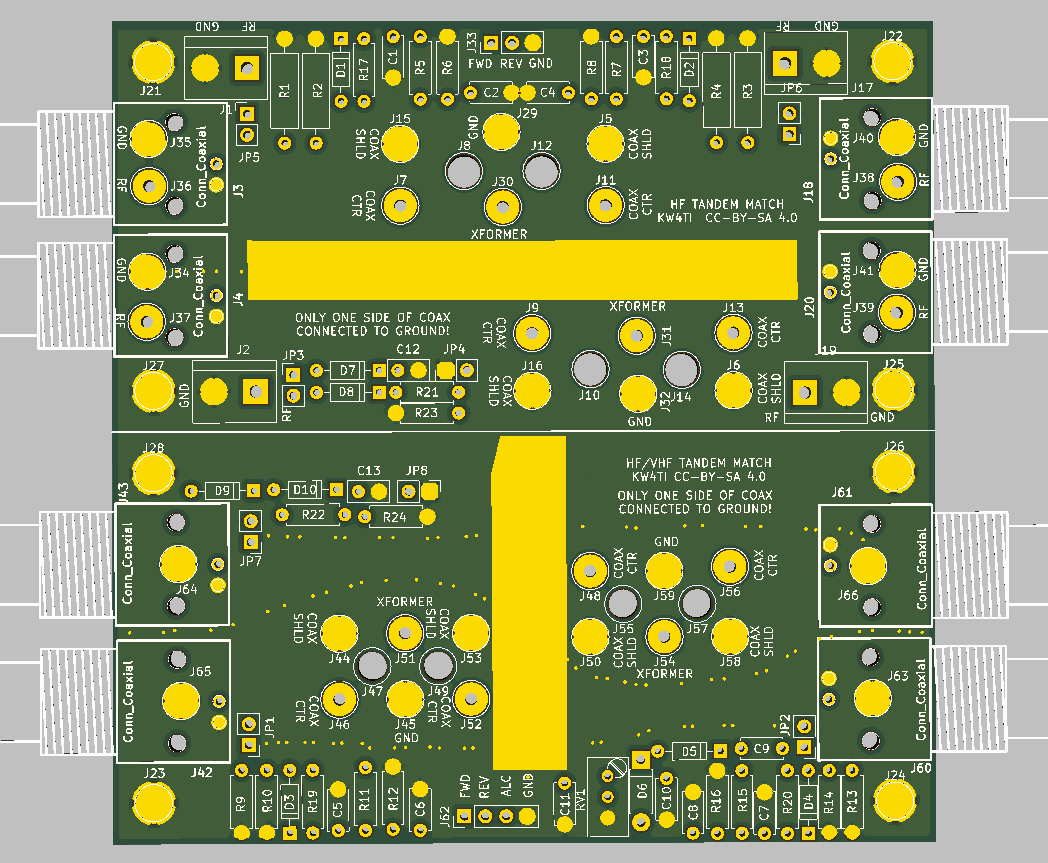 GND RF
J33
FWD REV GND
RF GND
J22
J21
R1
R2
D1
R17
C1
R5
R6
C2
C4
R8
R7
C3
R18
D2
R4
R3
JP6
J17
J1
JP5
J29
GND
J15
COAX
SHLD
J8
J12
J5
COAX
SHLD
GND
J35
Conn_Coaxial
RF
J36
J3
J7
COAX
CTR
J30
XFORMER
J11
COAX
CTR
HF TANDEM MATCH
KW4TI CC-BY-SA 4.0
J18
J40
Conn_Coaxial
GND
J38
RF
GND
J34
Conn_Coaxial
J4
RF
J37
J41
Conn_Coaxial
GND
J20
J39
RF
ONLY ONE SIDE OF COAX
CONNECTED TO GROUND!
J9
COAX
CTR
XFORMER
J31
J13
COAX
CTR
J27
J2
GND
RF
JP3
D7
D8
C12
JP4
R21
R23
J16
COAX
SHLD
J10
J32
J14
GND
J6
COAX
SHLD
J19
RF
GND
J25
J28
J43
D9
D10
C13
JP8
R22
R24
JP7
HF/VHF TANDEM MATCH
KW4TI CC-BY-SA 4.0
ONLY ONE SIDE OF COAX
CONNECTED TO GROUND!
J26
J61
Conn_Coaxial
J64
GND
J48
COAX
CTR
J59
J56
COAX
CTR
J66
Conn_Coaxial
XFORMER
COAX
SHLD
J44
J51
COAX
SHLD
J53
J55
J57
J50
COAX
SHLD
J54
XFORMER
J58
COAX
SHLD
Conn_Coaxial
J65
J42
J47
J49
J46
COAX
CTR
J45
GND
COAX
CTR
J52
J63
Conn_Coaxial
J60
JP1
JP2
J23
R9
R10
D3
R19
C5
R11
R12
C6
J62
FWD
REV
ALC
GND
C11
RV1
D6
D5
C9
C10
C8
R16
R15
C7
R20
D4
R14
R13
J24